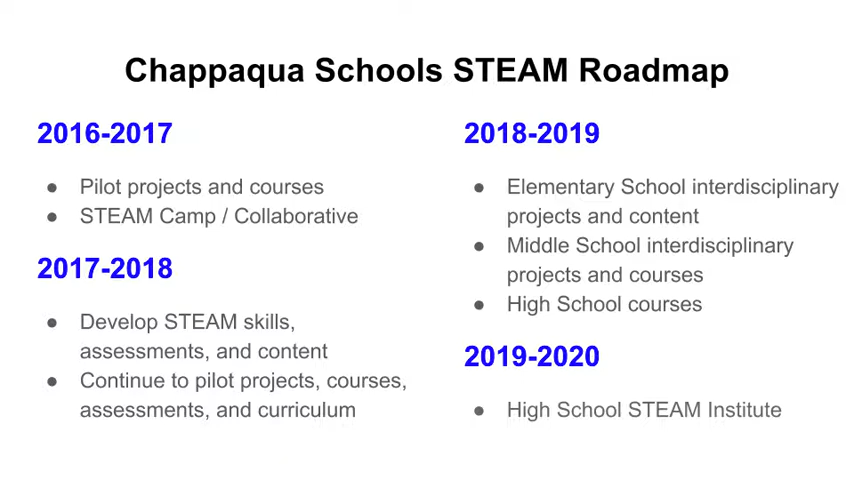 Chappaqua Schools STEAM Roadmap
2016-2017
● Pilot projects and courses
● STEAM Camp / Collaborative
2017-2018
● Develop STEAM skills,
assessments, and content
● Continue to pilot projects, courses,
assessments, and curriculum
2018-2019
● Elementary School interdisciplinary
projects and content
● Middle School interdisciplinary
projects and courses
● High School courses
2019-2020
● High School STEAM Institute